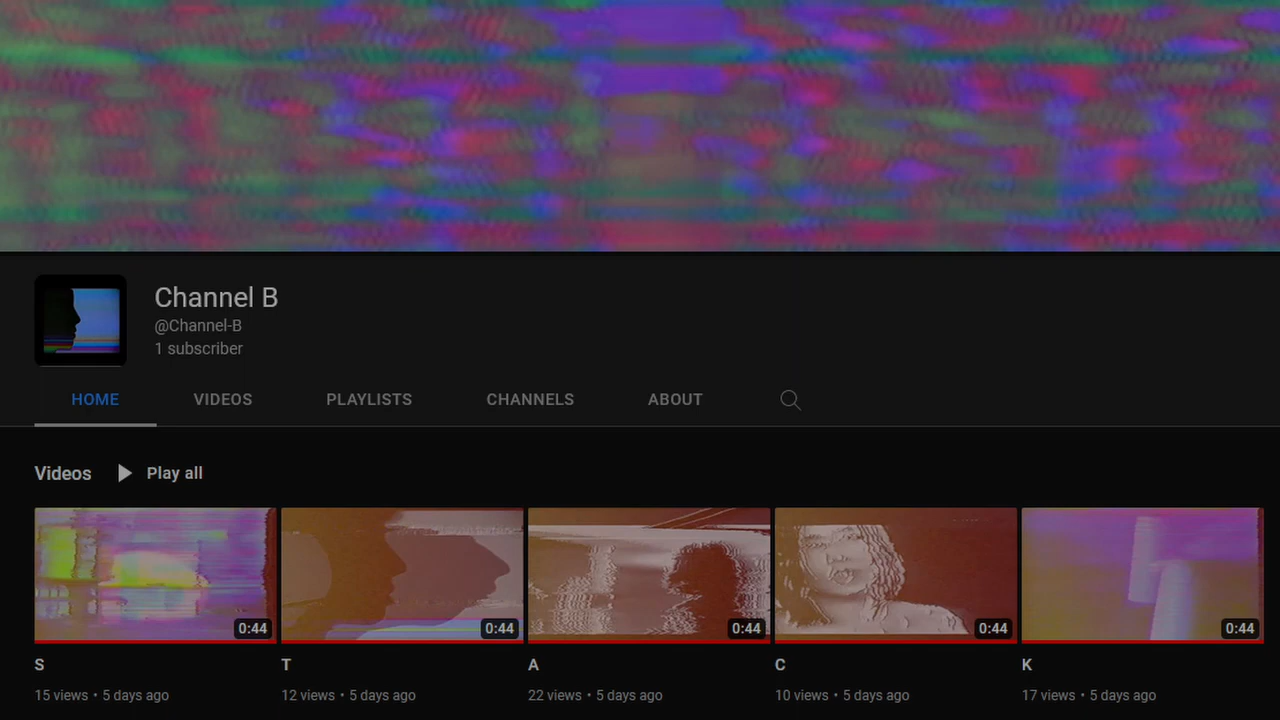 Channel B
@Channel-B
1 subscriber
HOME VIDEOS PLAYLISTS CHANNELS ABOUT
Videos Play all
0:44 0:44 0:44 0:44 0:44
S T A C K
15 views • 5 days ago 12 views • 5 days ago 22 views • 5 days ago 10 views • 5 days ago 17 views • 5 days ago